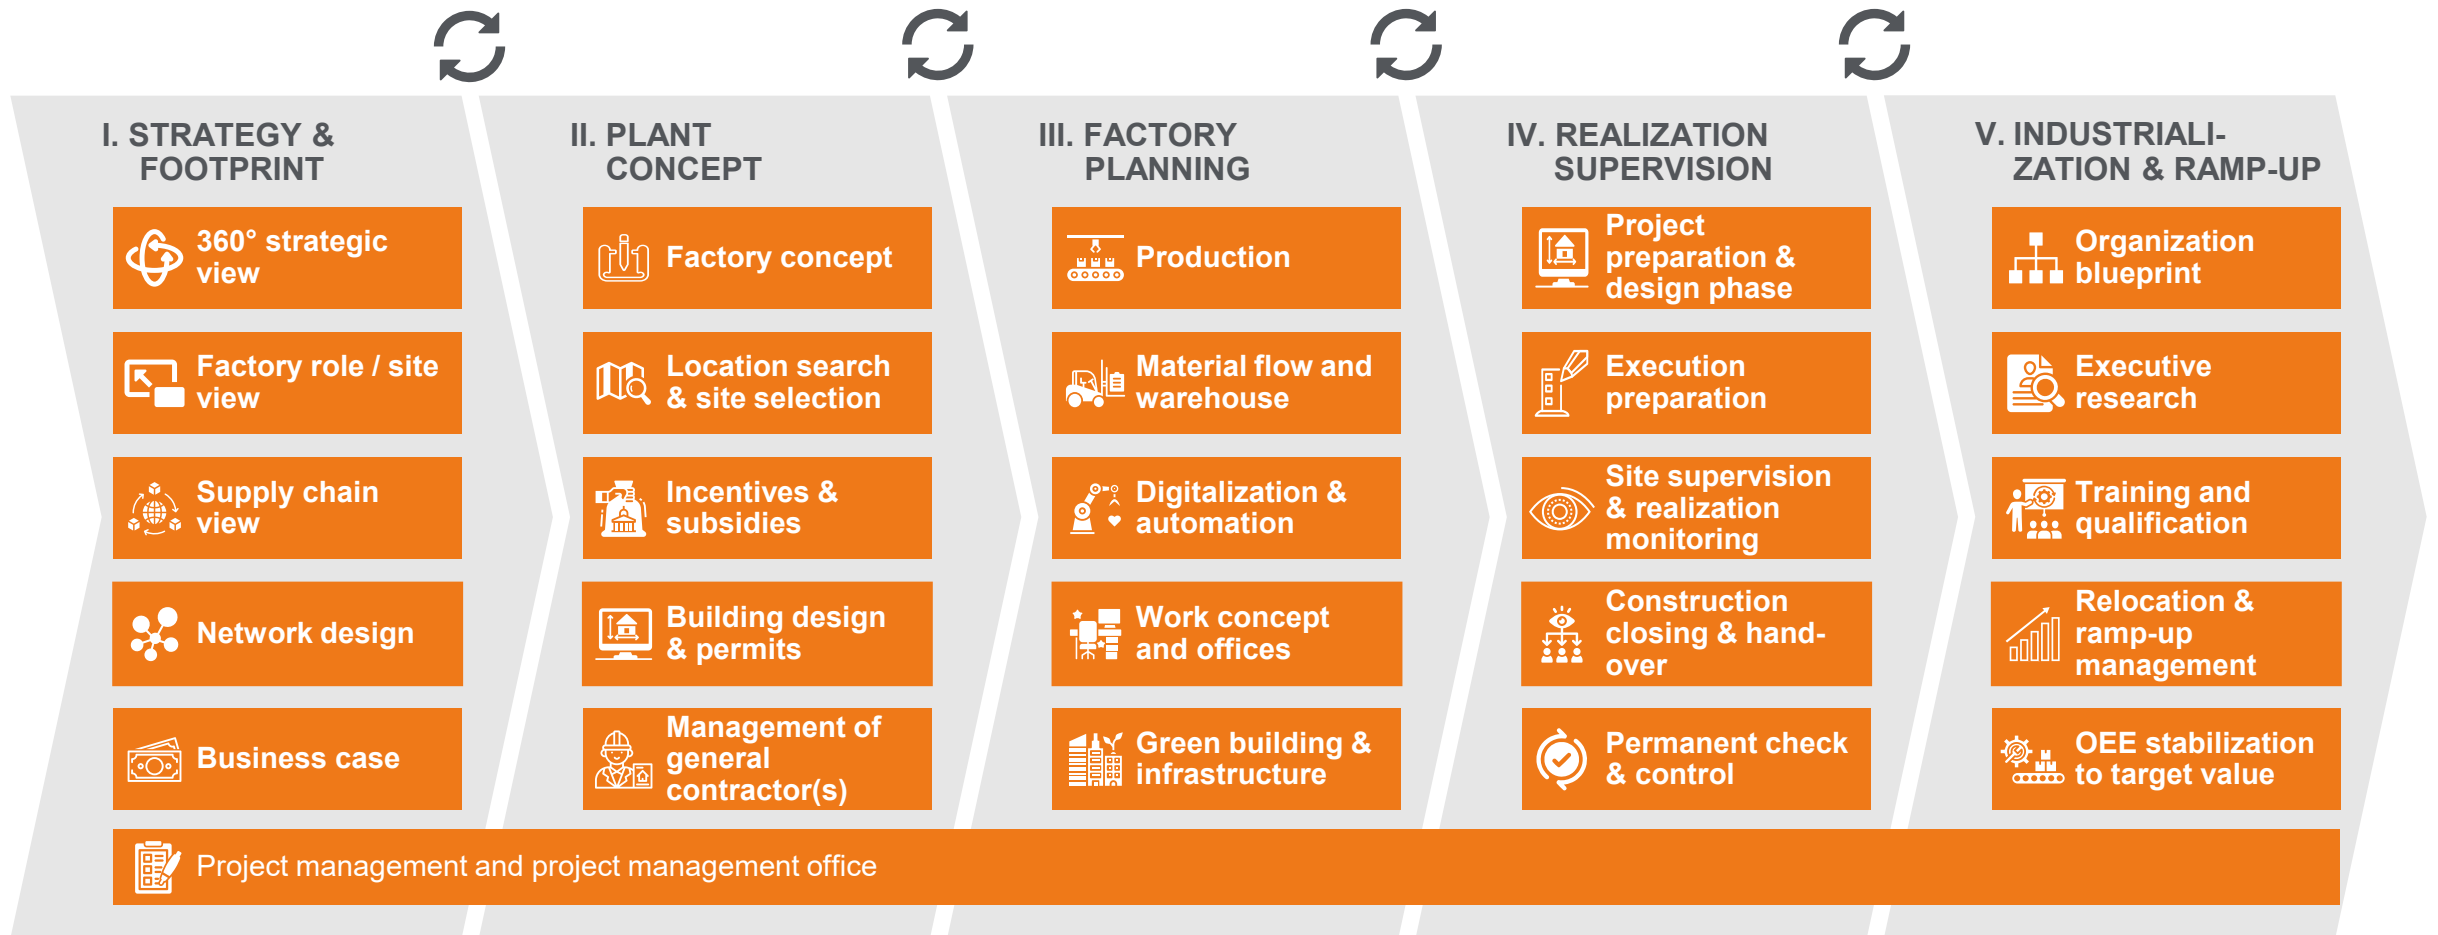 I. STRATEGY &
FOOTPRINT
360° strategic
view
Factory role / site
view
Supply chain
view
Network design
Business case
II. PLANT
CONCEPT
Factory concept
Location search
& site selection
Incentives &
subsidies
Building design
& permits
Management of
general
contractor(s)
III. FACTORY
PLANNING
Production
Material flow and
warehouse
Digitalization &
automation
Work concept
and offices
Green building &
infrastructure
IV. REALIZATION
SUPERVISION
Project
preparation &
design phase
Execution
preparation
Site supervision
& realization
monitoring
Construction
closing & hand-
over
Permanent check
& control
V. INDUSTRIALI-
ZATION & RAMP-UP
Organization
blueprint
Executive
research
Training and
qualification
Relocation &
ramp-up
management
OEE stabilization
to target value
Project management and project management office